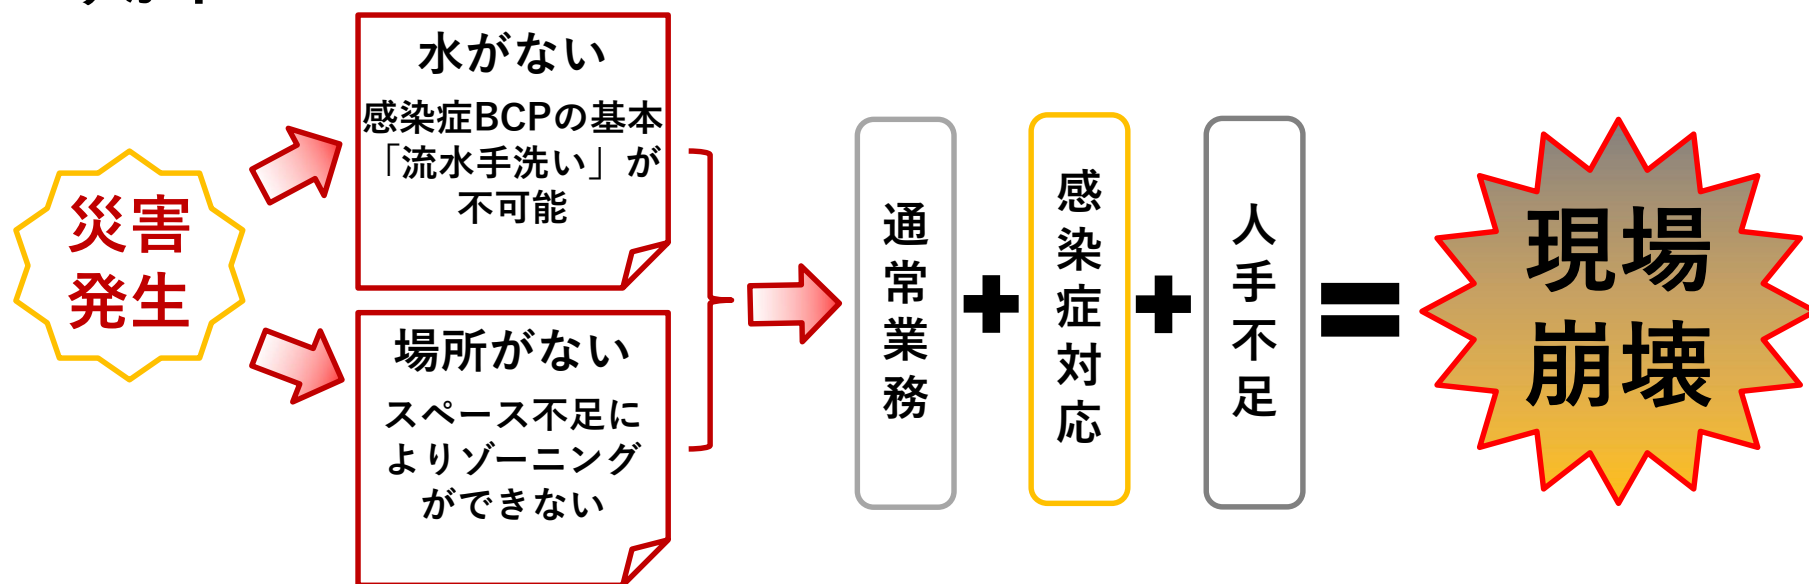 災害
発生
水がない
感染症BCPの基本
「流水手洗い」が
不可能
場所がない
スペース不足に
よりゾーニング
ができない
通常業務
+
感染症対応
+
人手不足
=
現場
崩壊